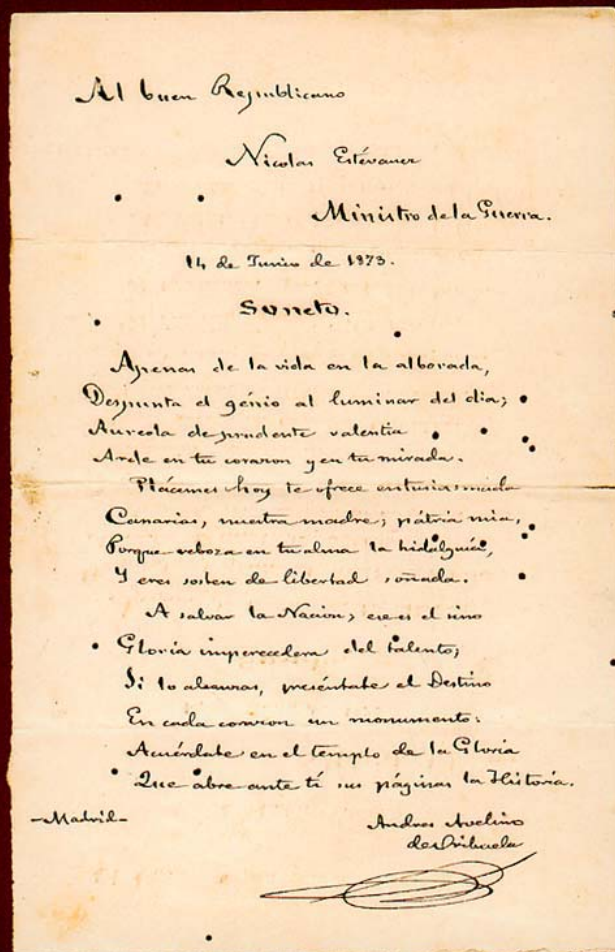 Al buen Republicano
Nicolas Estévanez
Ministro de la Guerra.
14 de Junio de 1873.
Soneto.
Apenas de la vida en la alborada,
Despunta el génio al luminar del dia;
Aureola de prudente valentia
Arde en tu corazon y en tu mirada.
Plácemes hoy te ofrece entusiasmada
Canarias, nuestra madre; pátria mia,
Porque reboza en tu alma la hidalguía,
Y eres sosten de libertad soñada.
A salvar la Nacion; ese es el sino
Gloria imperecedera del talento;
Si lo alcanzas, preséntate el Destino
En cada corazon un monumento:
Acuérdate en el templo de la Gloria
Que abre ante tí sus páginas la Historia.
-Madrid-
Andres Avelino
de Orihuela